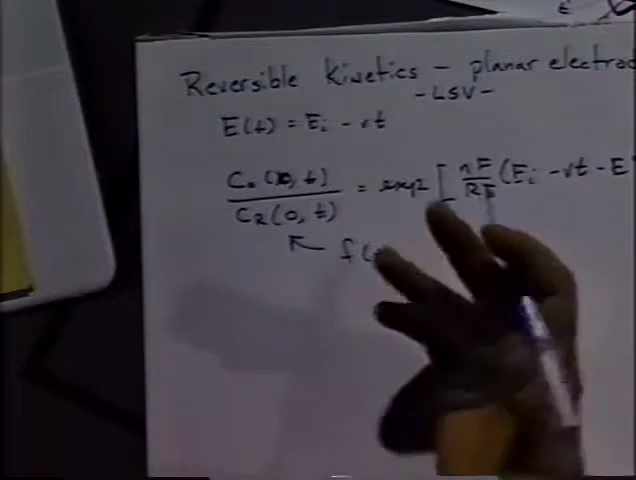 Reversible Kinetics - planar electrod
- LSV -
E(t) = Ei - vt
Co(0, t) / CR(0, t) = exp [ nF/RT (Ei - vt - E°
↖ f(